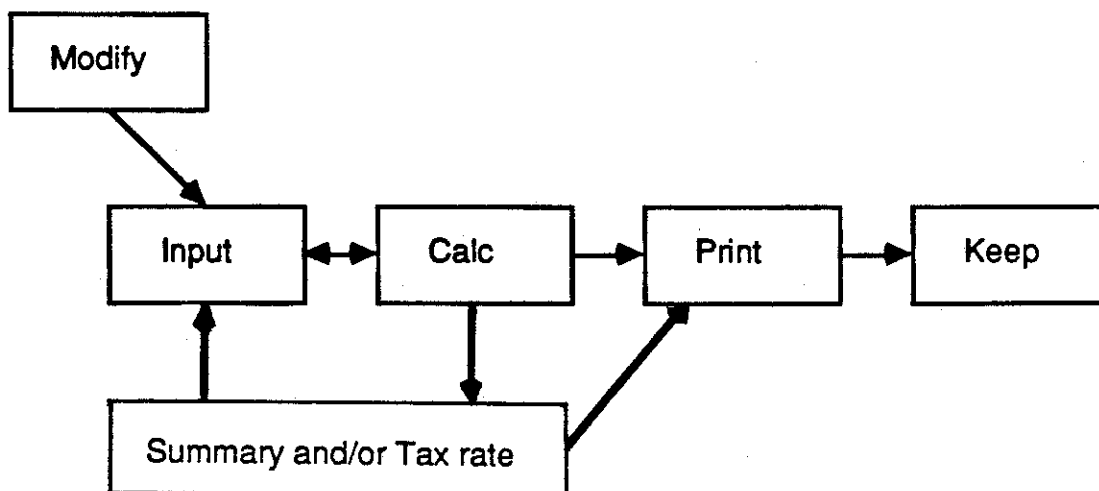 Modify
Input
Calc
Print
Keep
Summary and/or Tax rate